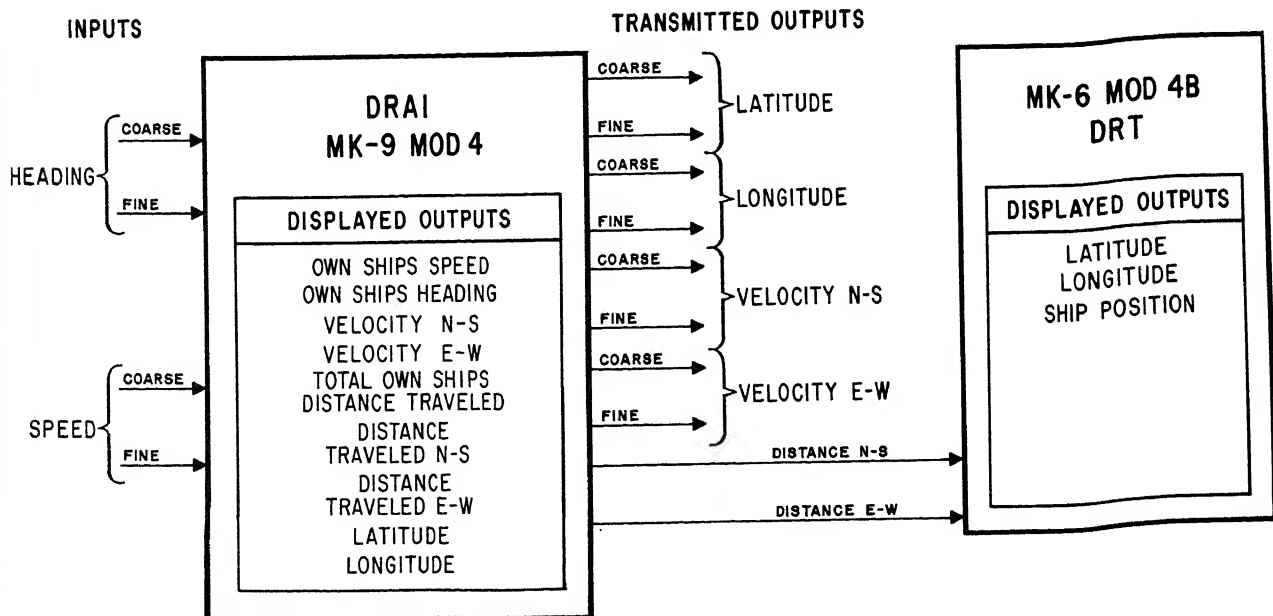 INPUTS
TRANSMITTED OUTPUTS
HEADING
COARSE
FINE
SPEED
COARSE
FINE
DRAI
MK-9 MOD 4
DISPLAYED OUTPUTS
OWN SHIPS SPEED
OWN SHIPS HEADING
VELOCITY N-S
VELOCITY E-W
TOTAL OWN SHIPS
DISTANCE TRAVELED
DISTANCE
TRAVELED N-S
DISTANCE
TRAVELED E-W
LATITUDE
LONGITUDE
COARSE
FINE
LATITUDE
COARSE
FINE
LONGITUDE
COARSE
FINE
VELOCITY N-S
COARSE
FINE
VELOCITY E-W
DISTANCE N-S
DISTANCE E-W
MK-6 MOD 4B
DRT
DISPLAYED OUTPUTS
LATITUDE
LONGITUDE
SHIP POSITION